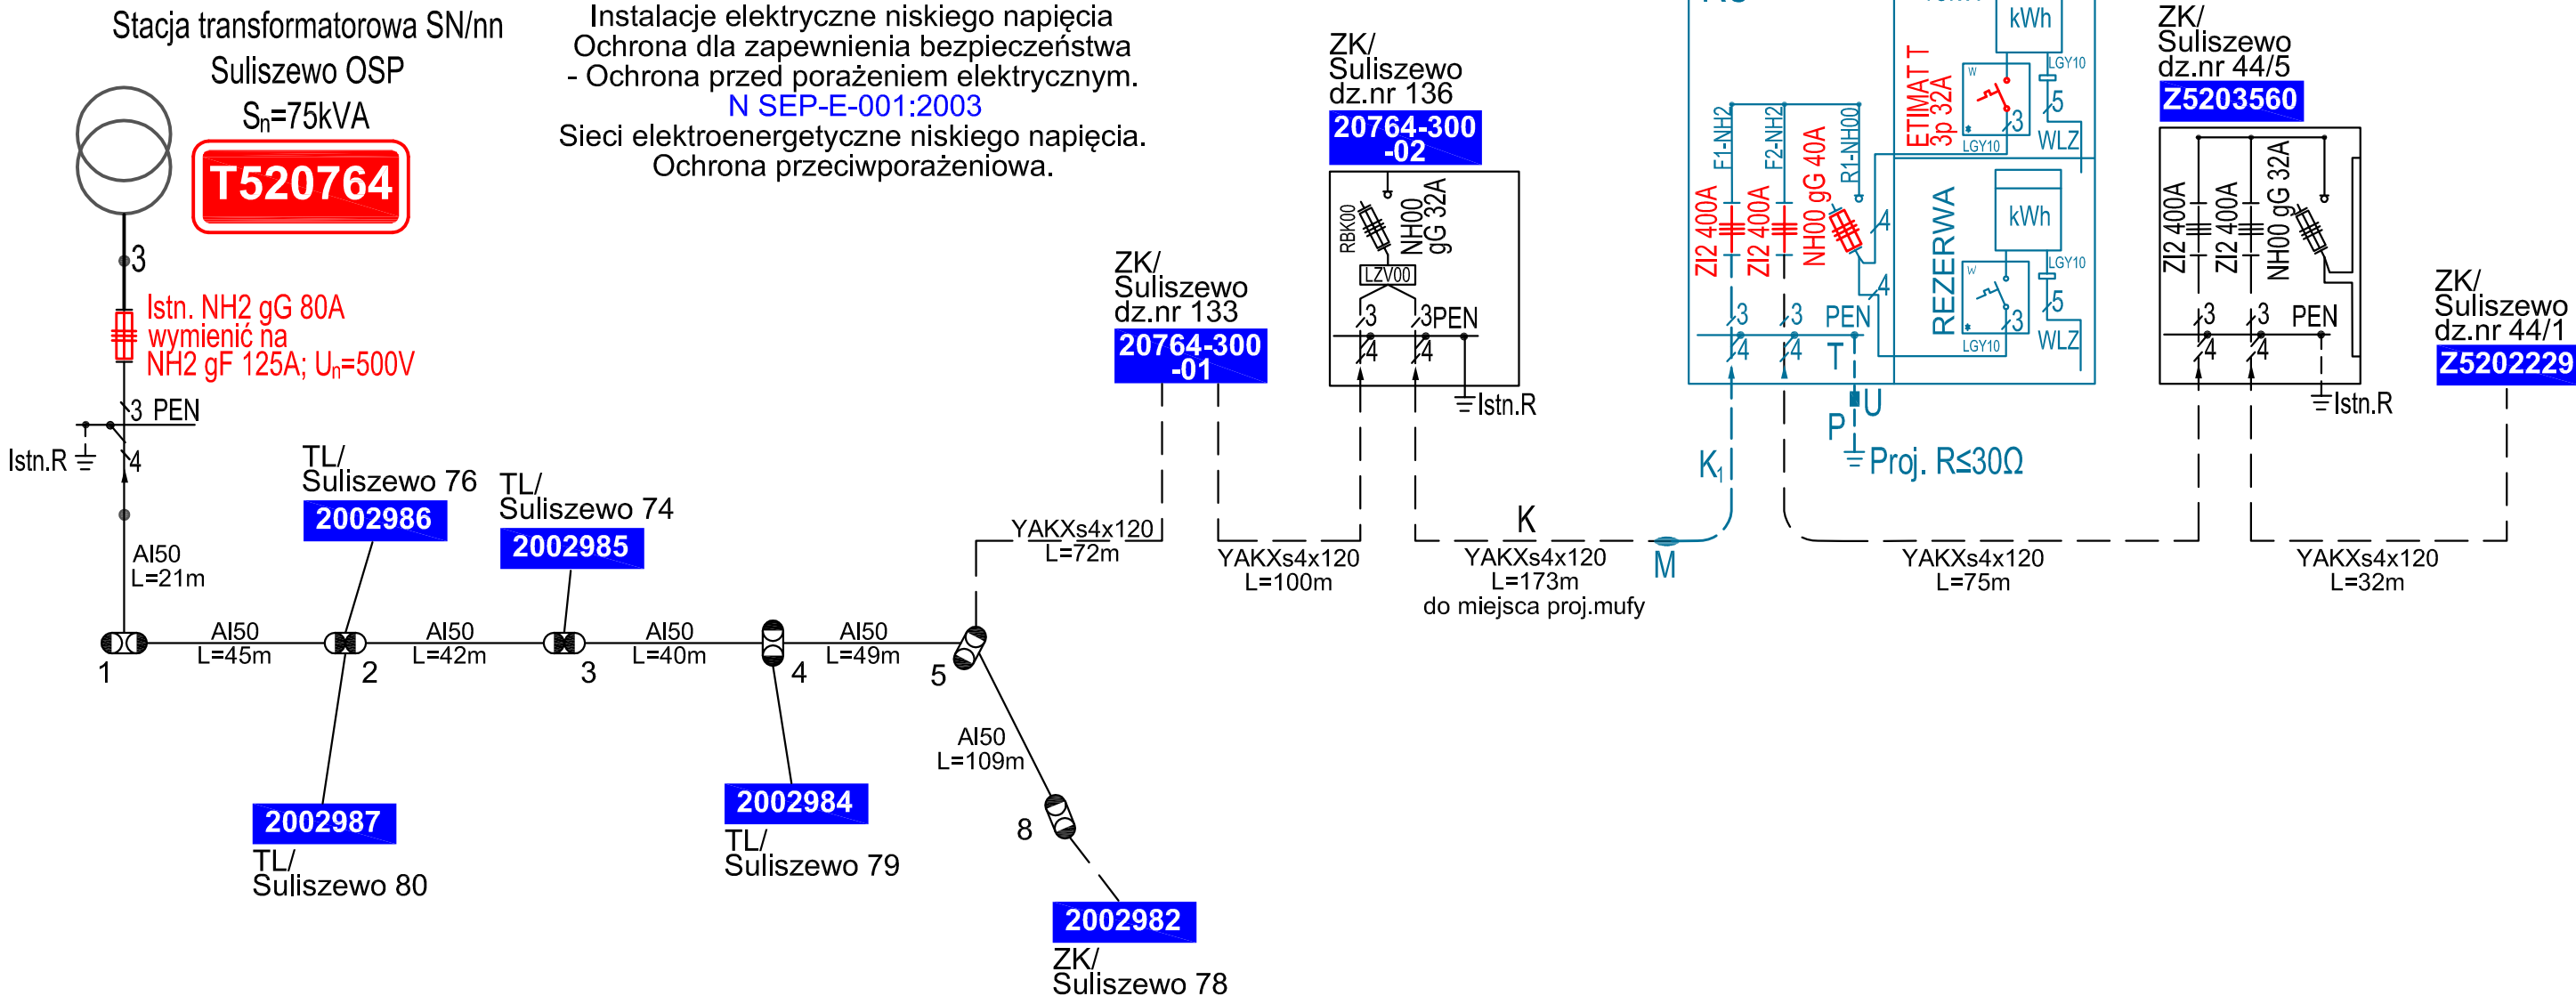 Stacja transformatorowa SN/nn
Suliszewo OSP
Sn=75kVA
T520764
3
Istn. NH2 gG 80A
wymienić na
NH2 gF 125A; Un=500V
3 PEN
Istn.R
4
Al50
L=21m
Instalacje elektryczne niskiego napięcia
Ochrona dla zapewnienia bezpieczeństwa
- Ochrona przed porażeniem elektrycznym.
N SEP-E-001:2003
Sieci elektroenergetyczne niskiego napięcia.
Ochrona przeciwporażeniowa.
TL/
Suliszewo 76
2002986
TL/
Suliszewo 74
2002985
1
Al50
L=45m
2
Al50
L=42m
3
Al50
L=40m
4
Al50
L=49m
5
2002987
TL/
Suliszewo 80
2002984
TL/
Suliszewo 79
Al50
L=109m
8
2002982
ZK/
Suliszewo 78
YAKXs4x120
L=72m
ZK/
Suliszewo
dz.nr 133
20764-300
-01
YAKXs4x120
L=100m
ZK/
Suliszewo
dz.nr 136
20764-300
-02
RBK00
NH00
gG 32A
LZV00
3
3
PEN
4
4
Istn.R
K
YAKXs4x120
L=173m
do miejsca proj.mufy
M
K1
F1-NH2
F2-NH2
R1-NH00
ZI2 400A
ZI2 400A
NH00 gG 40A
4
4
3
3
PEN
4
4
T
U
P
Proj. R≤30Ω
ETIMAT T
3p 32A
kWh
W
LGY10
5
3
*
LGY10
WLZ
REZERWA
kWh
W
LGY10
5
3
*
LGY10
WLZ
YAKXs4x120
L=75m
ZK/
Suliszewo
dz.nr 44/5
Z5203560
ZI2 400A
ZI2 400A
NH00 gG 32A
3
3
PEN
4
4
Istn.R
YAKXs4x120
L=32m
ZK/
Suliszewo
dz.nr 44/1
Z5202229